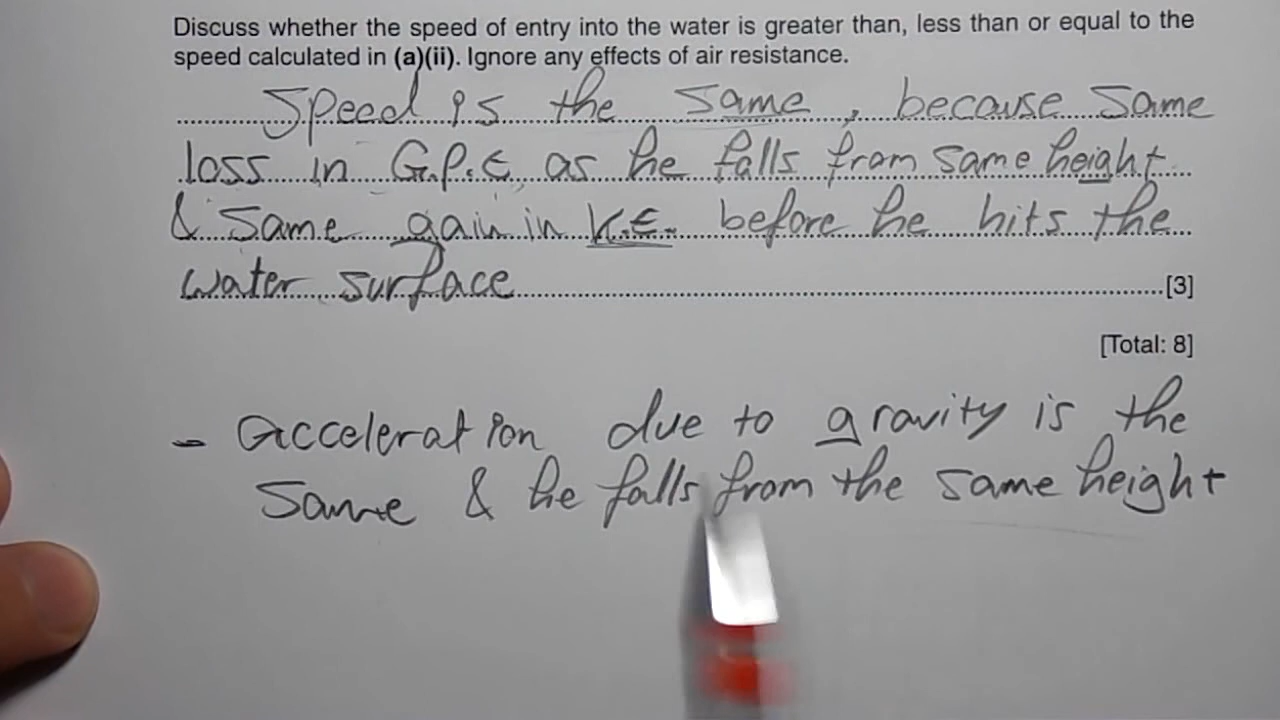 Discuss whether the speed of entry into the water is greater than, less than or equal to the
speed calculated in (a)(ii). Ignore any effects of air resistance.
Speed is the same, because same
loss in G.P.E, as he falls from same height
& same gain in K.E. before he hits the
water surface [3]
[Total: 8]
- acceleration due to gravity is the
same & he falls from the same height